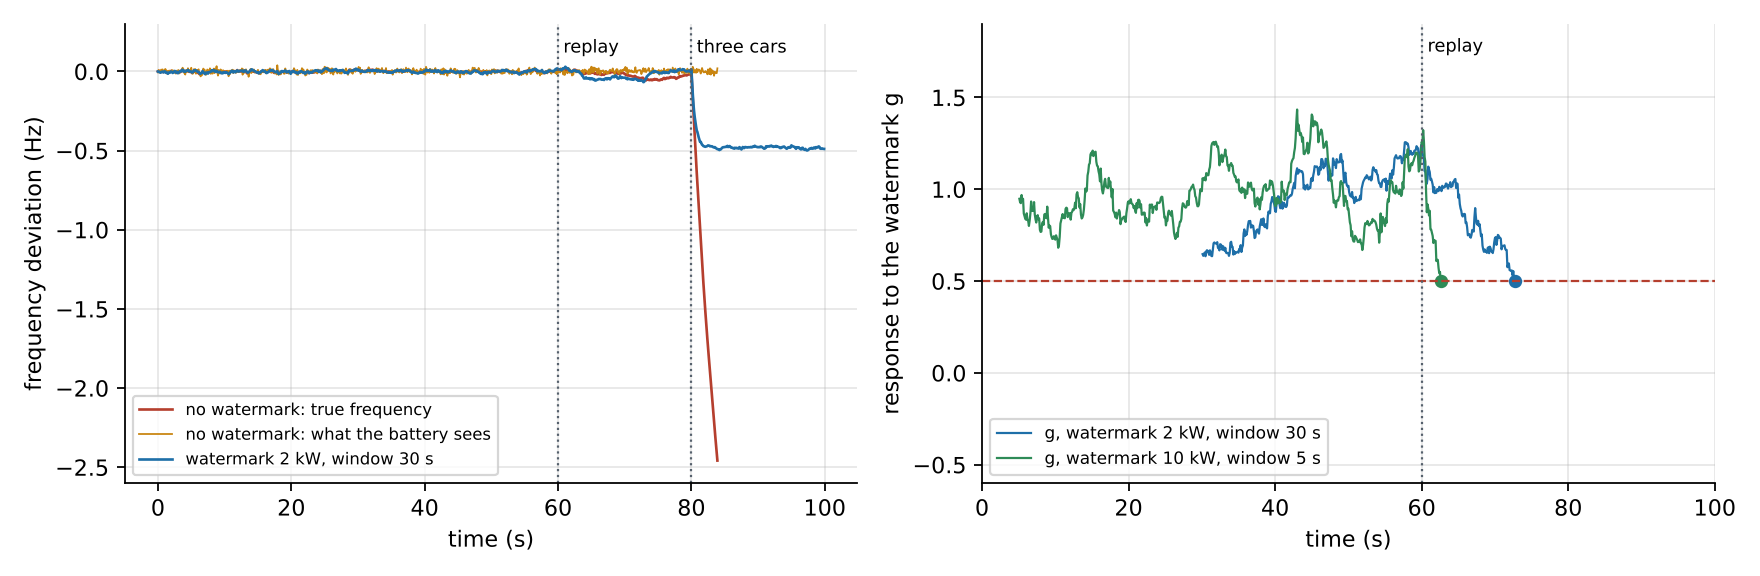 replay
three cars
frequency deviation (Hz)
0.0
−0.5
−1.0
−1.5
−2.0
−2.5
no watermark: true frequency
no watermark: what the battery sees
watermark 2 kW, window 30 s
0
20
40
60
80
100
time (s)
replay
response to the watermark g
1.5
1.0
0.5
0.0
−0.5
g, watermark 2 kW, window 30 s
g, watermark 10 kW, window 5 s
0
20
40
60
80
100
time (s)